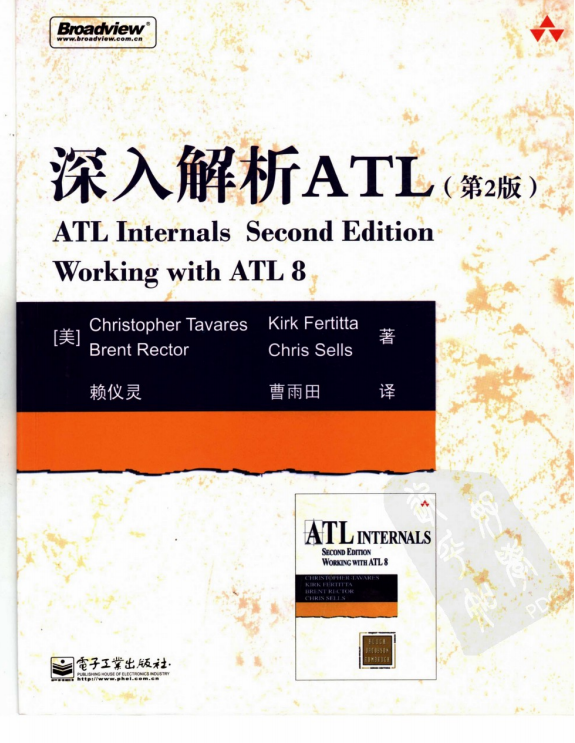 Broadview®
www.broadview.com.cn
深入解析ATL（第2版）
ATL Internals Second Edition
Working with ATL 8
[美] Christopher Tavares Kirk Fertitta 著
Brent Rector Chris Sells
赖仪灵 曹雨田 译
ATL INTERNALS
SECOND EDITION
WORKING WITH ATL 8
CHRISTOPHER TAVARES
KIRK FERTITTA
BRENT RECTOR
CHRIS SELLS
电子工业出版社.
PUBLISHING HOUSE OF ELECTRONICS INDUSTRY
http://www.phei.com.cn